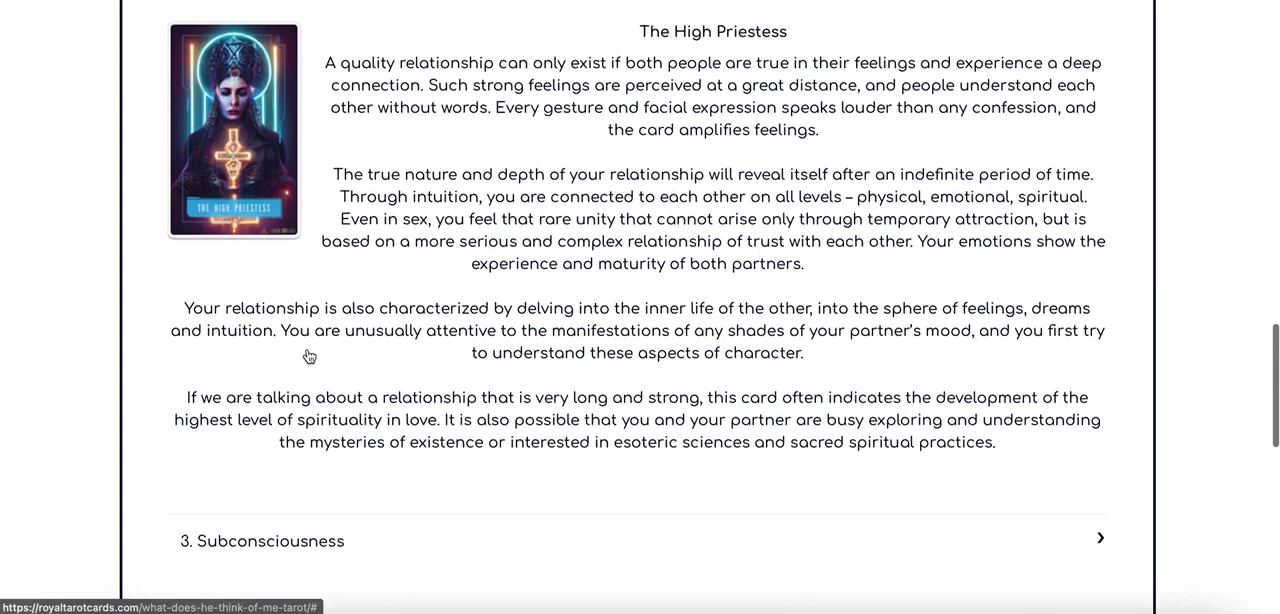 The High Priestess
THE HIGH PRIESTESS
A quality relationship can only exist if both people are true in their feelings and experience a deep
connection. Such strong feelings are perceived at a great distance, and people understand each
other without words. Every gesture and facial expression speaks louder than any confession, and
the card amplifies feelings.
The true nature and depth of your relationship will reveal itself after an indefinite period of time.
Through intuition, you are connected to each other on all levels – physical, emotional, spiritual.
Even in sex, you feel that rare unity that cannot arise only through temporary attraction, but is
based on a more serious and complex relationship of trust with each other. Your emotions show the
experience and maturity of both partners.
Your relationship is also characterized by delving into the inner life of the other, into the sphere of feelings, dreams
and intuition. You are unusually attentive to the manifestations of any shades of your partner's mood, and you first try
to understand these aspects of character.
If we are talking about a relationship that is very long and strong, this card often indicates the development of the
highest level of spirituality in love. It is also possible that you and your partner are busy exploring and understanding
the mysteries of existence or interested in esoteric sciences and sacred spiritual practices.
3. Subconsciousness
https://royaltarotcards.com/what-does-he-think-of-me-tarot/#